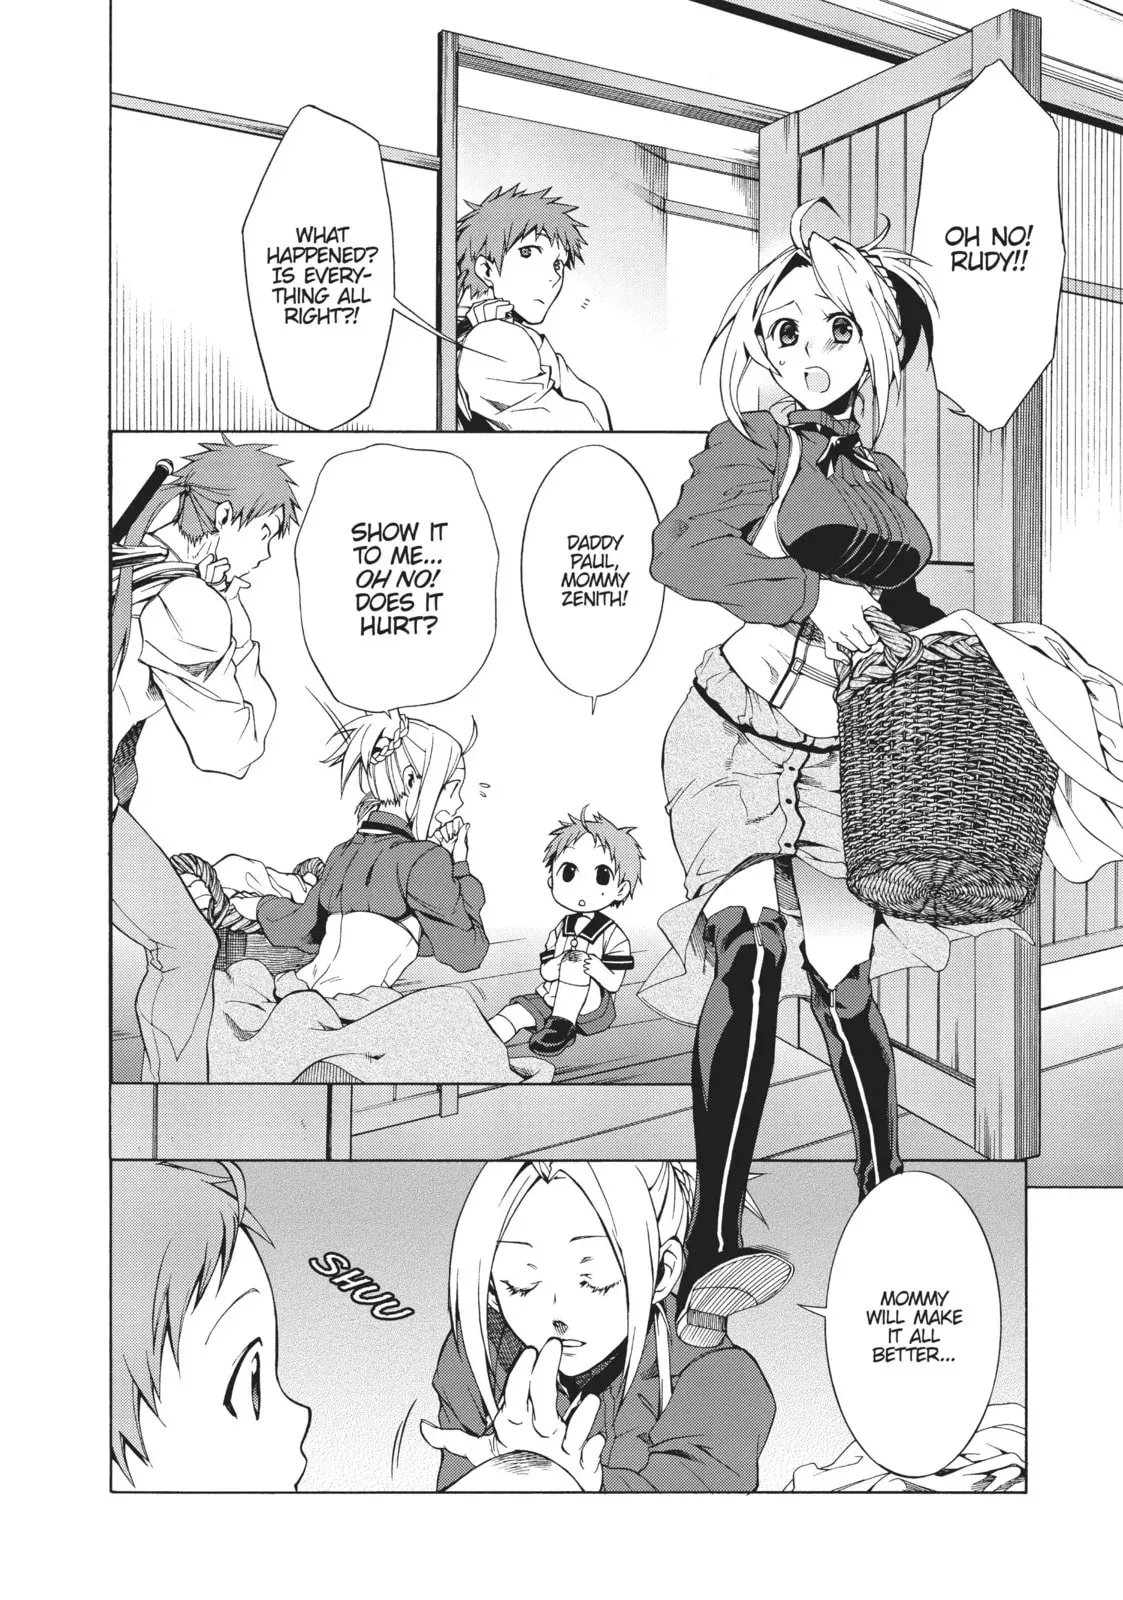 OH NO!
RUDY!!
WHAT
HAPPENED?
IS EVERY-
THING ALL
RIGHT?!
DADDY
PAUL,
MOMMY
ZENITH!
SHOW IT
TO ME...
OH NO!
DOES IT
HURT?
SHUU
MOMMY
WILL MAKE
IT ALL
BETTER...